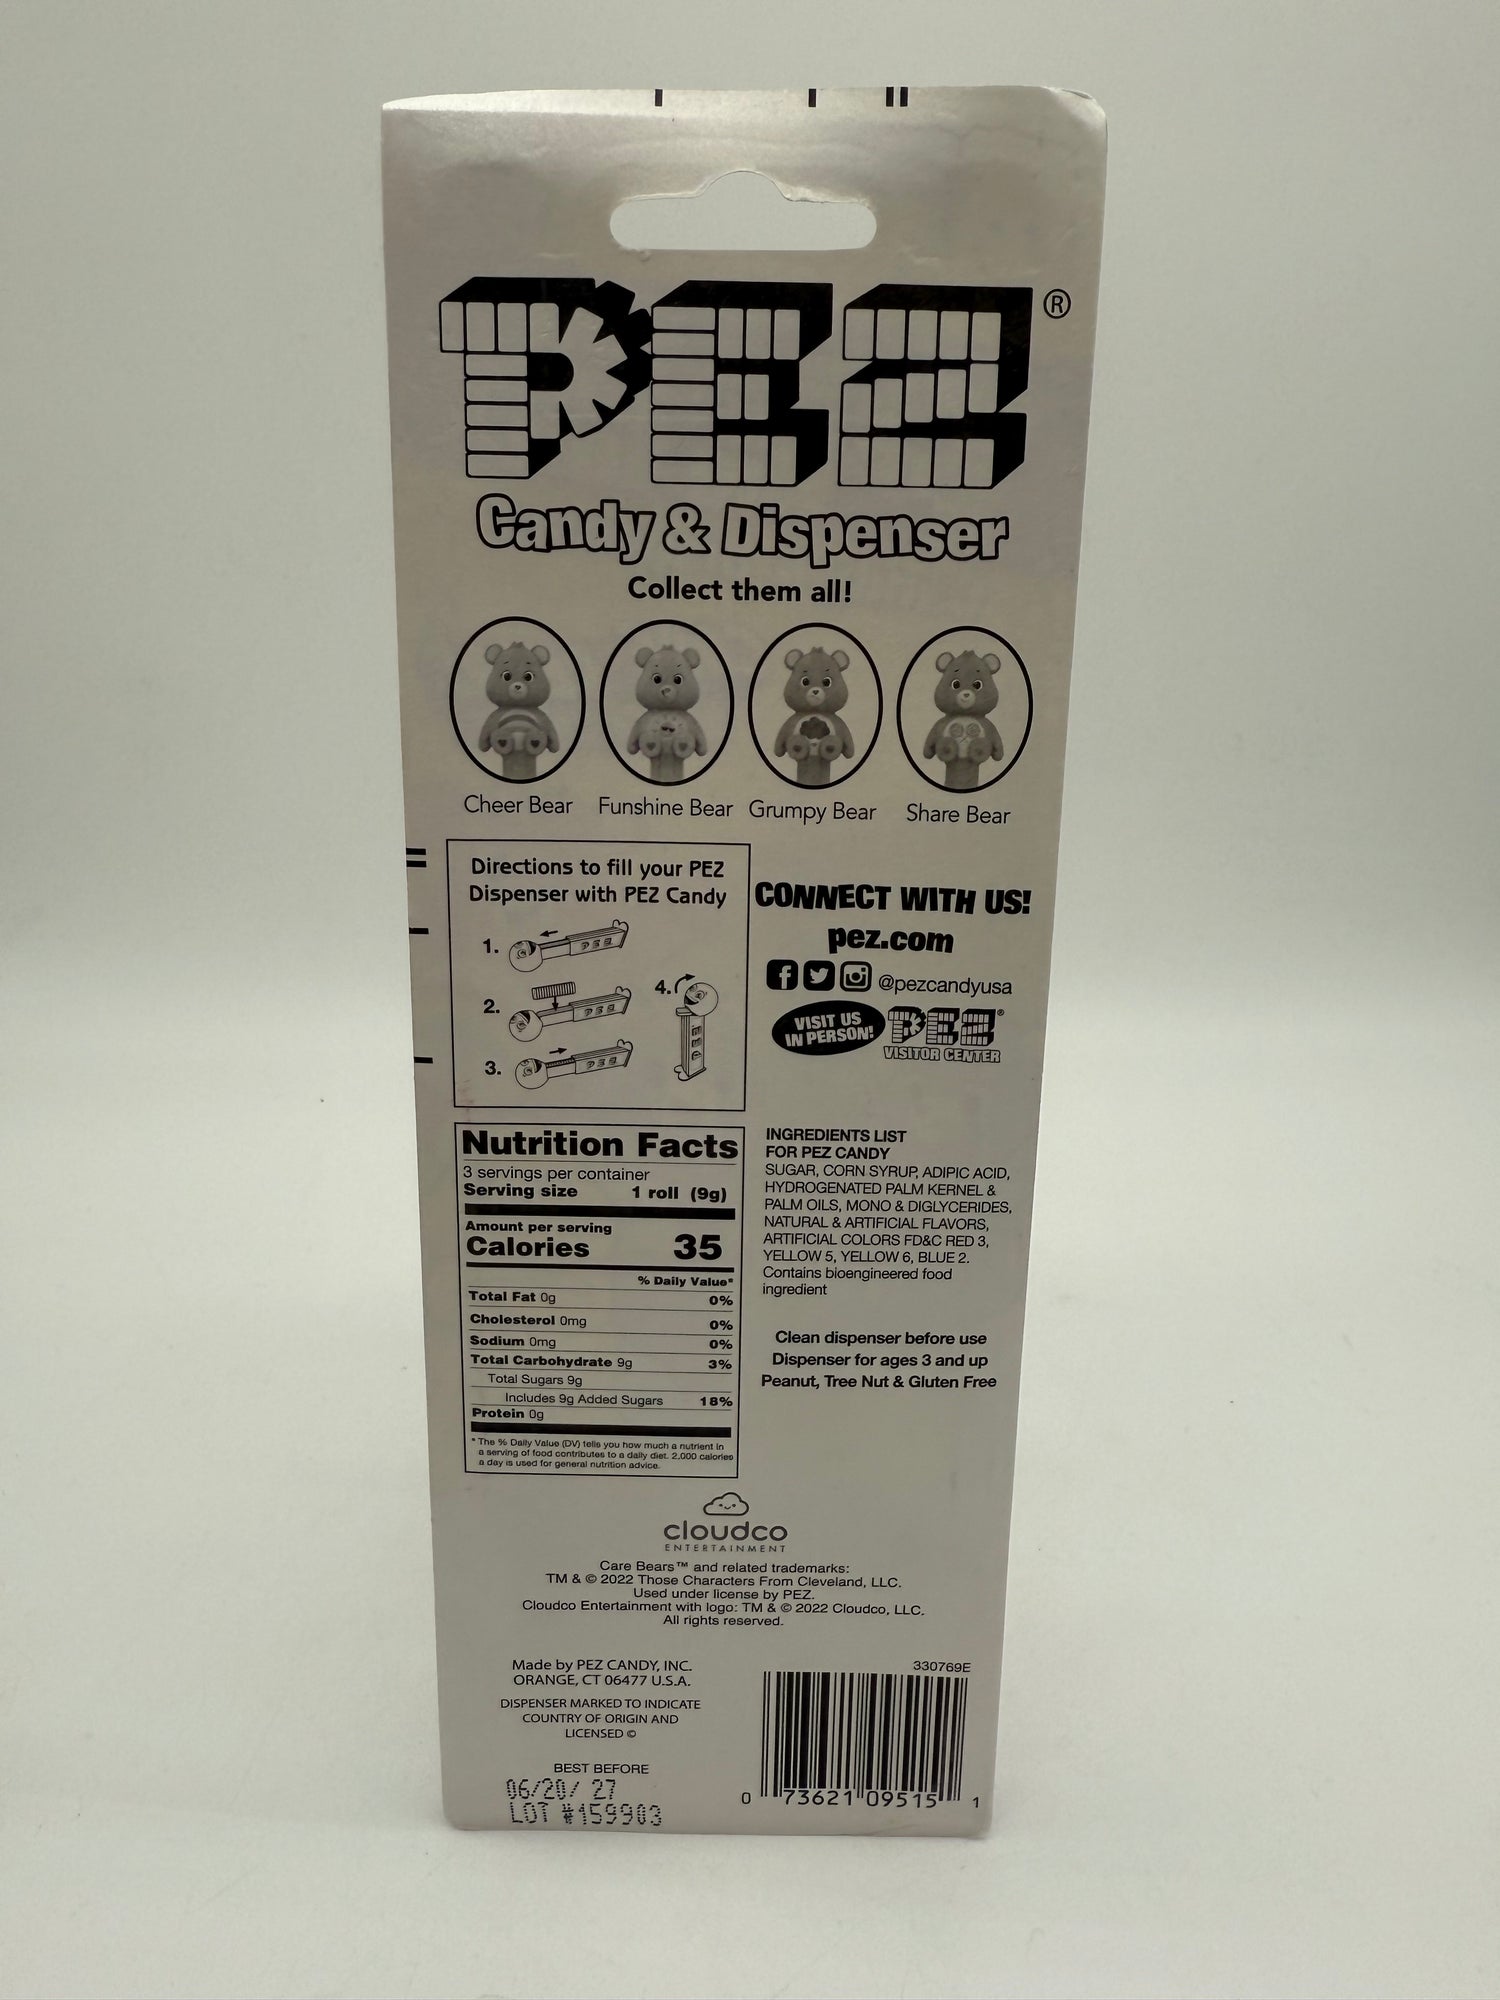 PEZ®
Candy & Dispenser
Collect them all!
Cheer Bear Funshine Bear Grumpy Bear Share Bear
Directions to fill your PEZ
Dispenser with PEZ Candy
1.
PEZ
2.
PEZ
3.
PEZ
4.
PEZ
CONNECT WITH US!
pez.com
@pezcandyusa
VISIT US
IN PERSON!
PEZ®
VISITOR CENTER
Nutrition Facts
3 servings per container
Serving size 1 roll (9g)
Amount per serving
Calories 35
% Daily Value*
Total Fat 0g 0%
Cholesterol 0mg 0%
Sodium 0mg 0%
Total Carbohydrate 9g 3%
Total Sugars 9g
Includes 9g Added Sugars 18%
Protein 0g
* The % Daily Value (DV) tells you how much a nutrient in
a serving of food contributes to a daily diet. 2,000 calories
a day is used for general nutrition advice.
INGREDIENTS LIST
FOR PEZ CANDY
SUGAR, CORN SYRUP, ADIPIC ACID,
HYDROGENATED PALM KERNEL &
PALM OILS, MONO & DIGLYCERIDES,
NATURAL & ARTIFICIAL FLAVORS,
ARTIFICIAL COLORS FD&C RED 3,
YELLOW 5, YELLOW 6, BLUE 2.
Contains bioengineered food
ingredient
Clean dispenser before use
Dispenser for ages 3 and up
Peanut, Tree Nut & Gluten Free
cloudco
ENTERTAINMENT
Care Bears™ and related trademarks:
TM & © 2022 Those Characters From Cleveland, LLC.
Used under license by PEZ.
Cloudco Entertainment with logo: TM & © 2022 Cloudco, LLC.
All rights reserved.
Made by PEZ CANDY, INC.
ORANGE, CT 06477 U.S.A.
DISPENSER MARKED TO INDICATE
COUNTRY OF ORIGIN AND
LICENSED ©
BEST BEFORE
06/20/ 27
LOT #159903
330769E
0 73621 09515 1